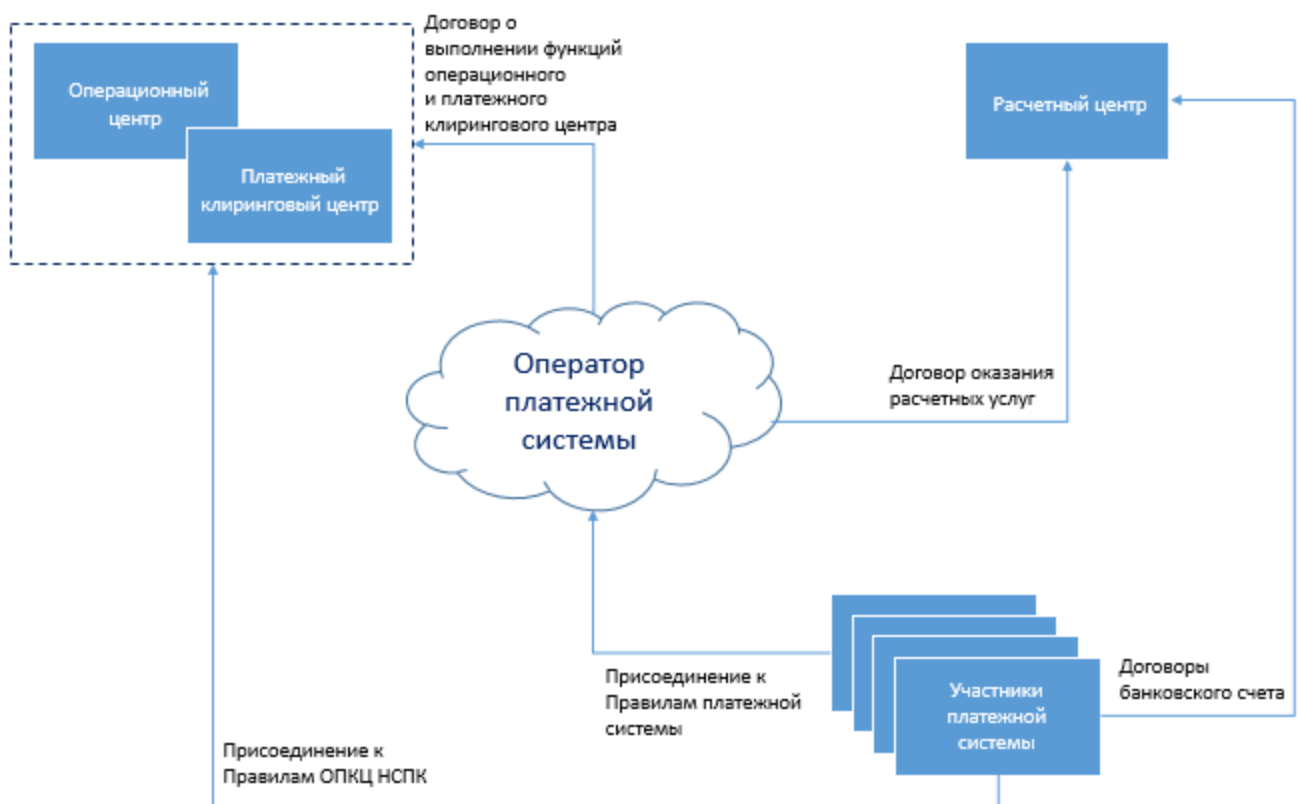 Договор о
выполнении функций
операционного
и платежного
клирингового центра
Операционный
центр
Платежный
клиринговый центр
Расчетный центр
Оператор
платежной
системы
Договор оказания
расчетных услуг
Присоединение к
Правилам платежной
системы
Участники
платежной
системы
Договоры
банковского счета
Присоединение к
Правилам ОПКЦ НСПК